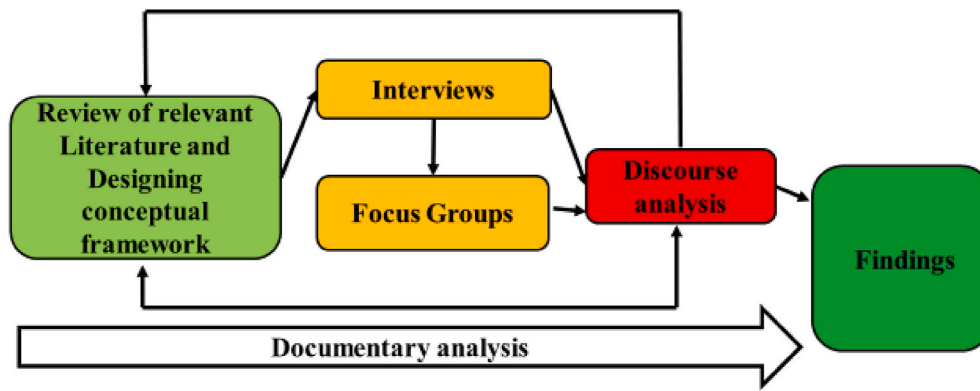 Review of relevant
Literature and
Designing
conceptual
framework
Interviews
Focus Groups
Discourse
analysis
Findings
Documentary analysis